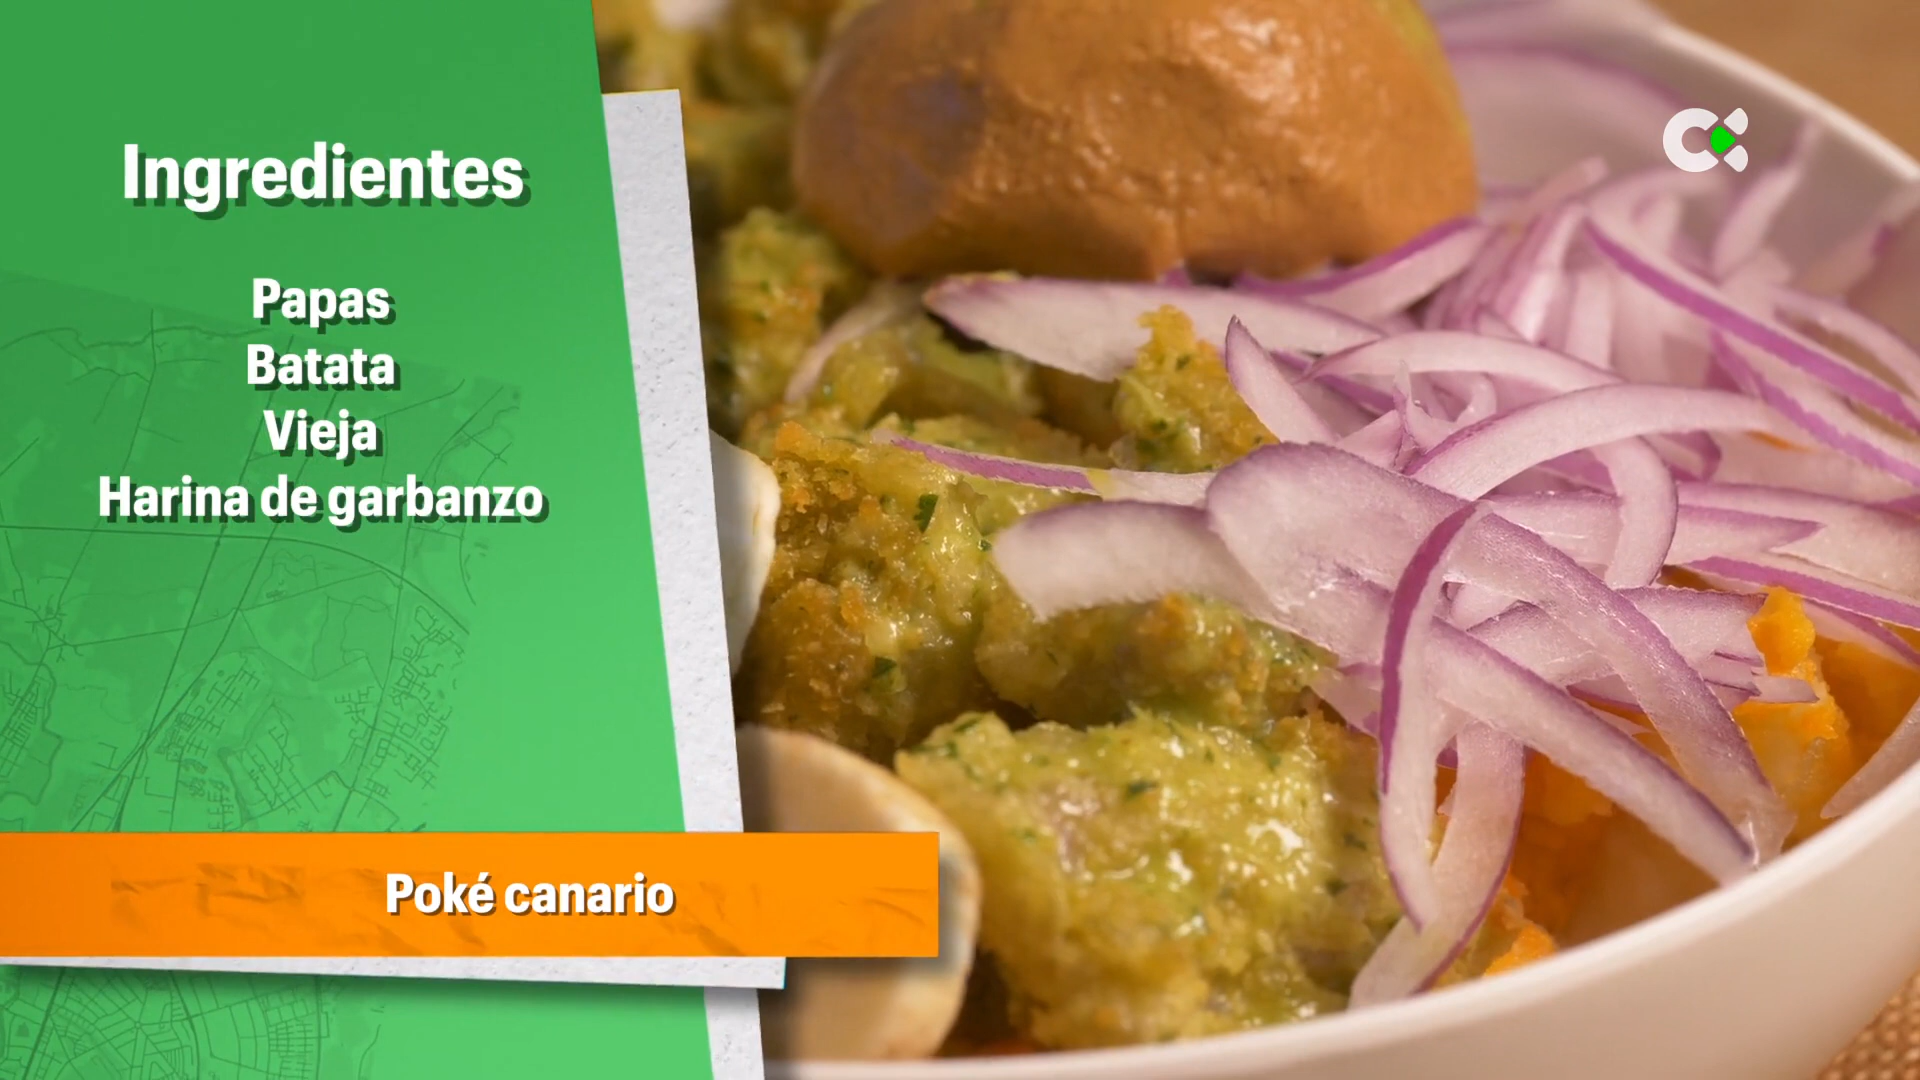 Ingredientes
Papas
Batata
Vieja
Harina de garbanzo
Poké canario